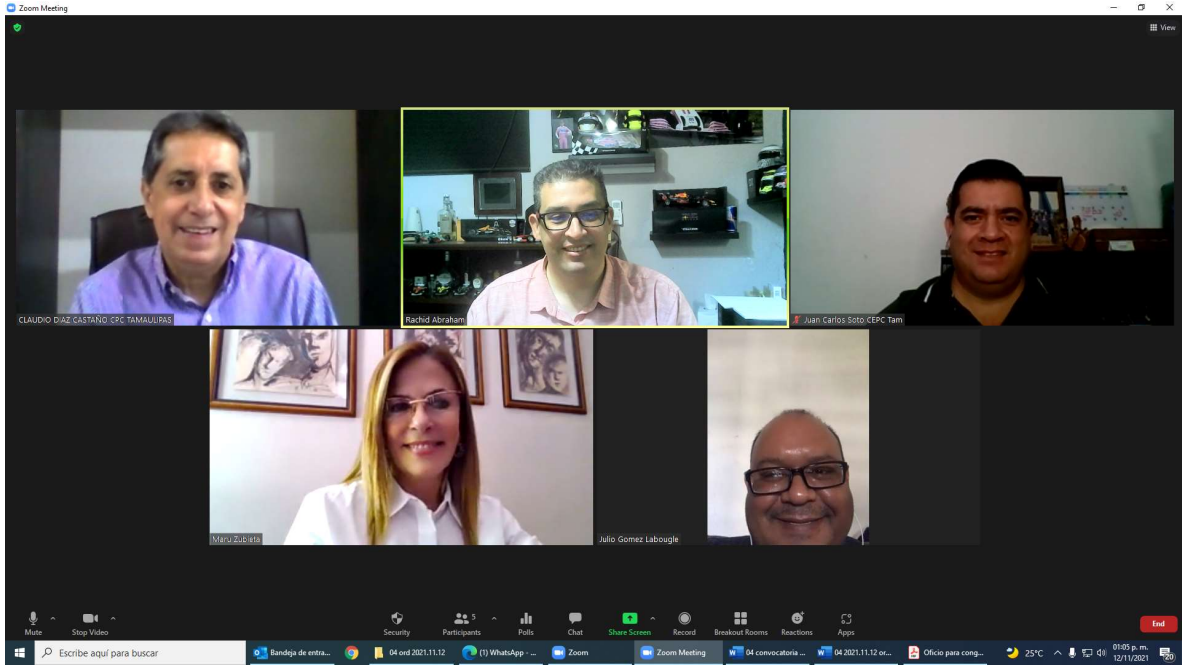 Zoom Meeting
View
CLAUDIO DIAZ CASTAÑO CPC TAMAULIPAS
Rachid Abraham
Juan Carlos Soto CEPC Tam
Maru Zubieta
Julio Gomez Labougle
Mute
Stop Video
Security
Participants
5
Polls
Chat
Share Screen
Record
Breakout Rooms
Reactions
Apps
End
Escribe aquí para buscar
Bandeja de entra...
04 ord 2021.11.12
(1) WhatsApp - ...
Zoom
Zoom Meeting
04 convocatoria ...
04 2021.11.12 or...
Oficio para cong...
25°C
01:05 p. m.
12/11/2021
20